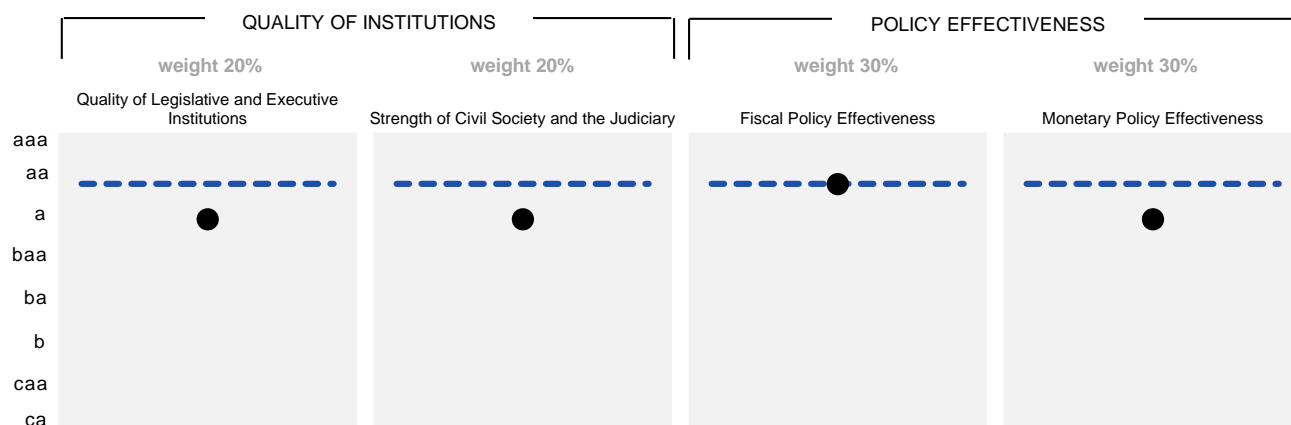 QUALITY OF INSTITUTIONS
POLICY EFFECTIVENESS
weight 20%
weight 20%
weight 30%
weight 30%
Quality of Legislative and Executive
Institutions
Strength of Civil Society and the Judiciary
Fiscal Policy Effectiveness
Monetary Policy Effectiveness
aaa
aa
a
baa
ba
b
caa
ca